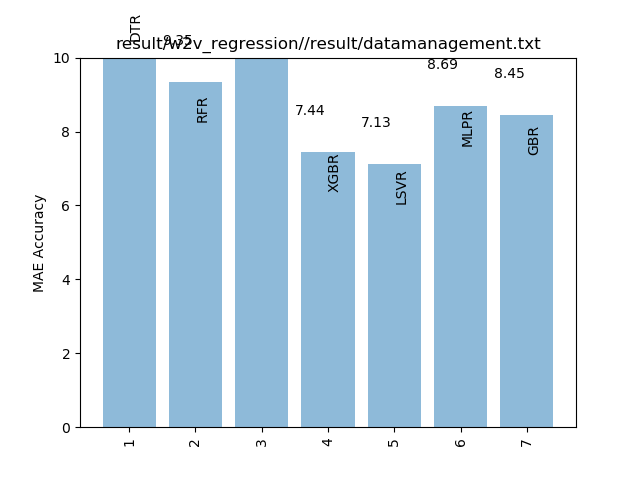 DTR
result/w2v_regression//result/datamanagement.txt
9.35
8.69
8.45
7.44
7.13
RFR
XGBR
LSVR
MLPR
GBR
MAE Accuracy
10
8
6
4
2
0
1
2
3
4
5
6
7